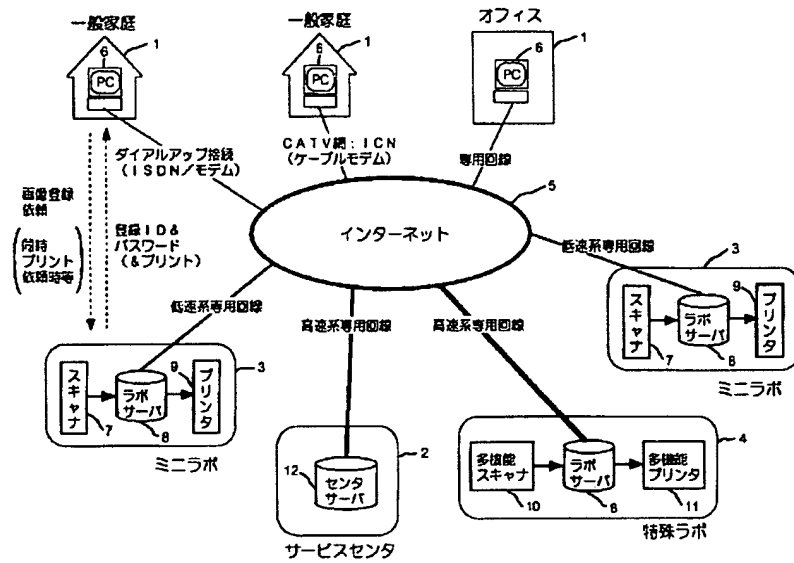 一般家庭
1
6
PC
一般家庭
1
6
PC
オフィス
1
6
PC
ダイアルアップ接続
(ISDN/モデム)
CATV網:ICN
(ケーブルモデム)
専用回線
5
画像登録
依頼
(同時
プリント
依頼時等)
登録ID&
パスワード
(&プリント)
インターネット
低速系専用回線
低速系専用回線
高速系専用回線
高速系専用回線
3
スキャナ
7
ラボ
サーバ
8
9
プリンタ
ミニラボ
3
スキャナ
7
ラボ
サーバ
8
9
プリンタ
ミニラボ
2
12
センタ
サーバ
サービスセンタ
4
多機能
スキャナ
10
ラボ
サーバ
8
多機能
プリンタ
11
特殊ラボ